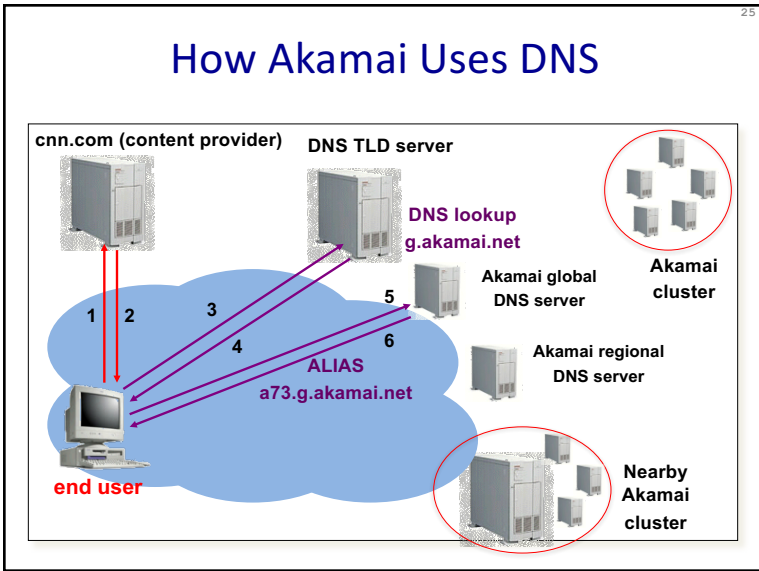 25
How Akamai Uses DNS
cnn.com (content provider)
DNS TLD server
DNS lookup
g.akamai.net
Akamai
cluster
Akamai global
DNS server
1
2
3
4
5
6
ALIAS
a73.g.akamai.net
Akamai regional
DNS server
end user
Nearby
Akamai
cluster